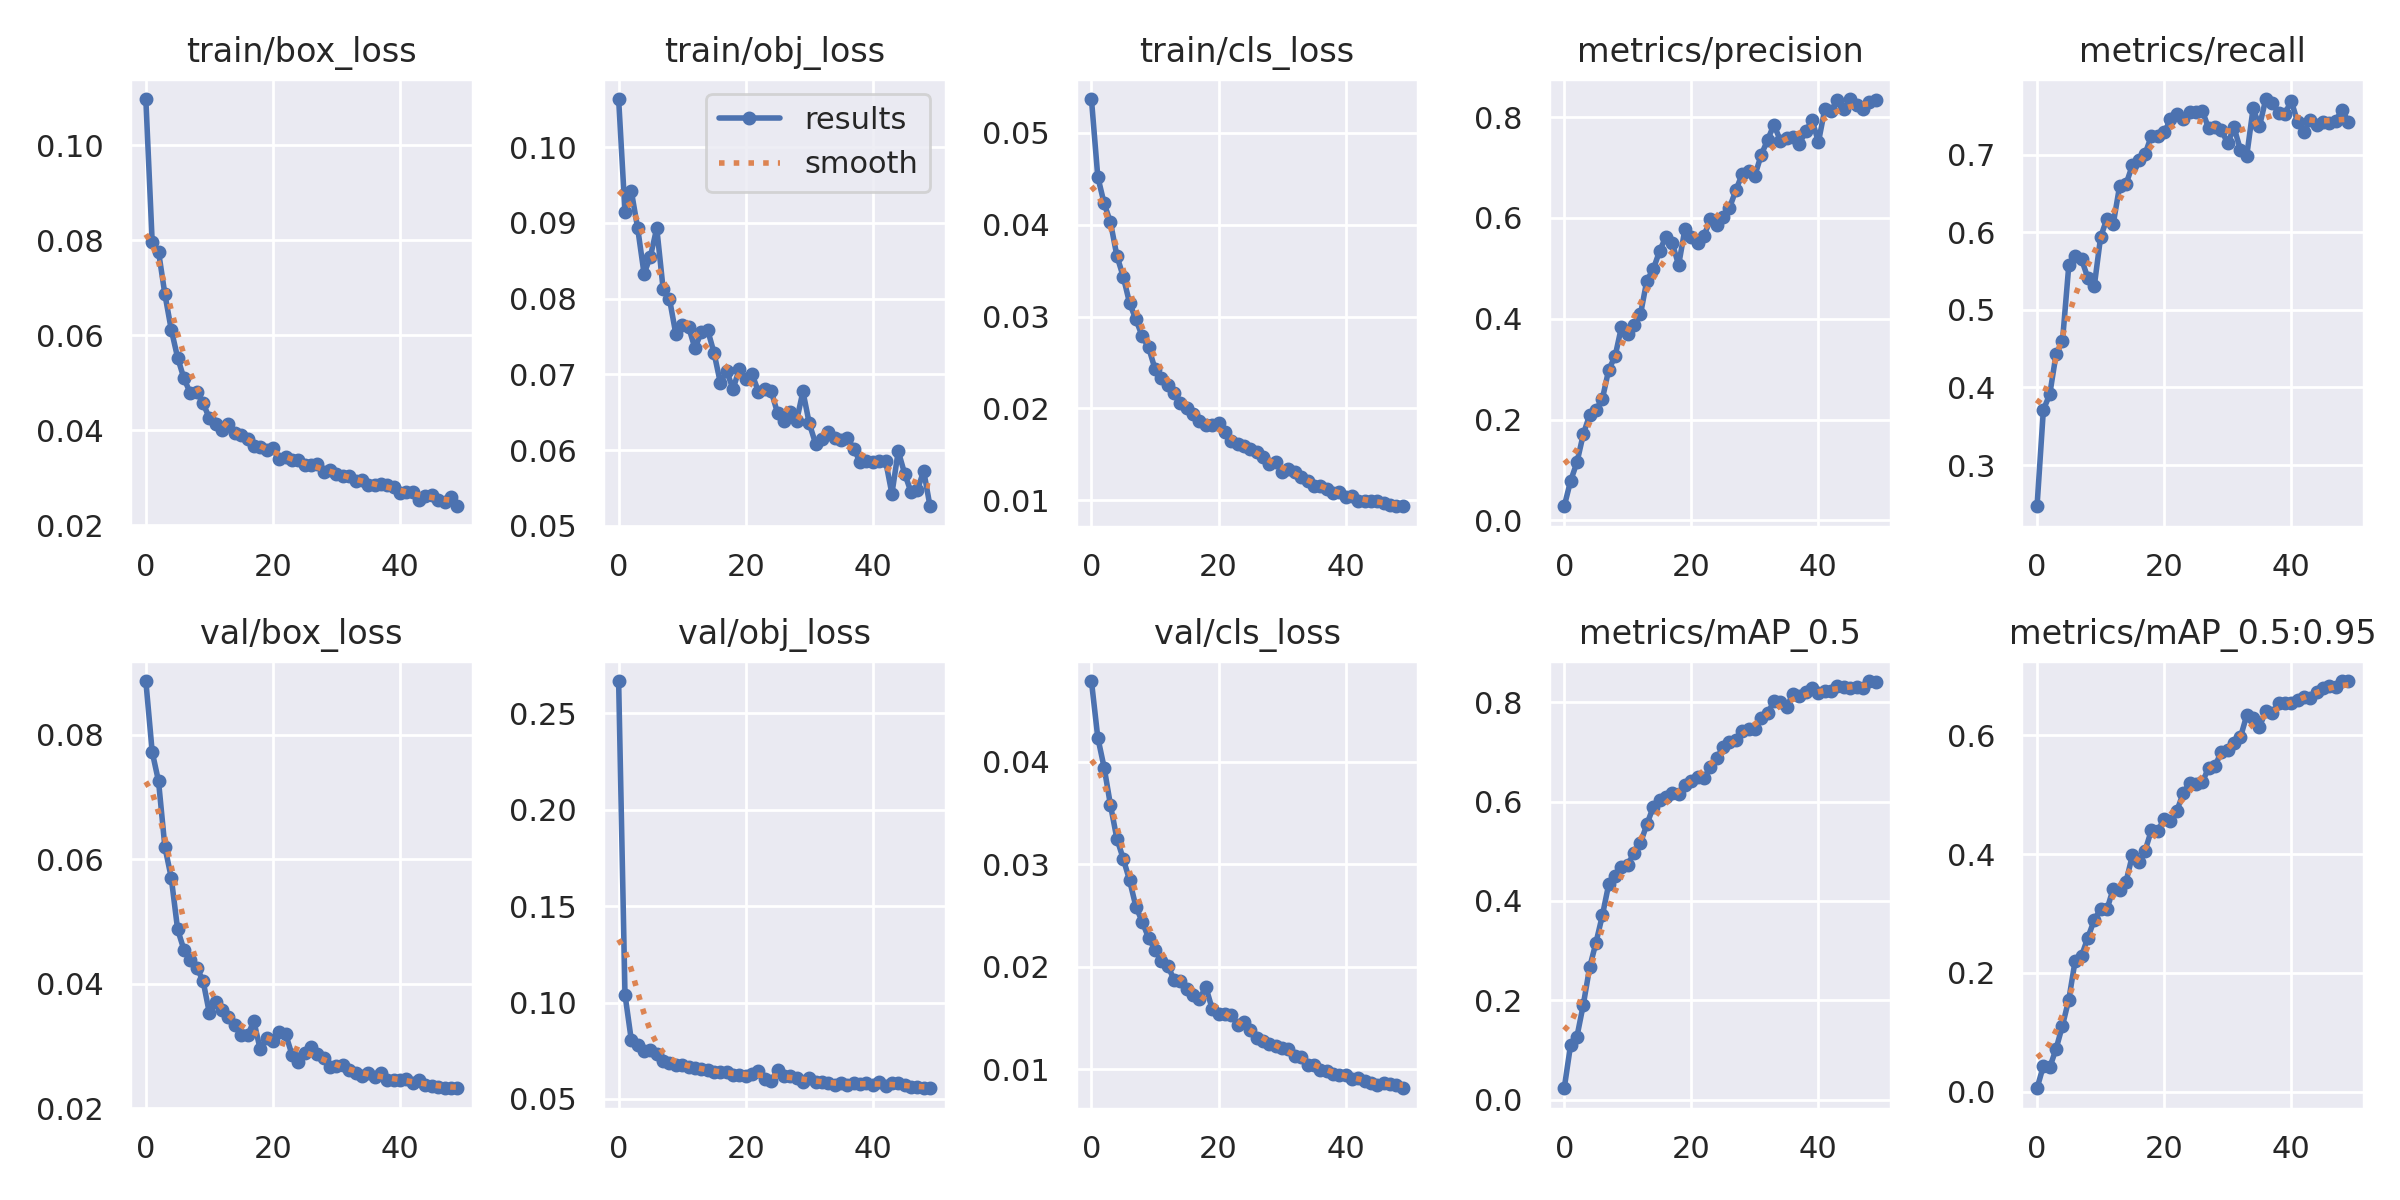 train/box_loss
0.10
0.08
0.06
0.04
0.02
0 20 40
train/obj_loss
results
smooth
0.10
0.09
0.08
0.07
0.06
0.05
0 20 40
train/cls_loss
0.05
0.04
0.03
0.02
0.01
0 20 40
metrics/precision
0.8
0.6
0.4
0.2
0.0
0 20 40
metrics/recall
0.7
0.6
0.5
0.4
0.3
0 20 40
val/box_loss
0.08
0.06
0.04
0.02
0 20 40
val/obj_loss
0.25
0.20
0.15
0.10
0.05
0 20 40
val/cls_loss
0.04
0.03
0.02
0.01
0 20 40
metrics/mAP_0.5
0.8
0.6
0.4
0.2
0.0
0 20 40
metrics/mAP_0.5:0.95
0.6
0.4
0.2
0.0
0 20 40